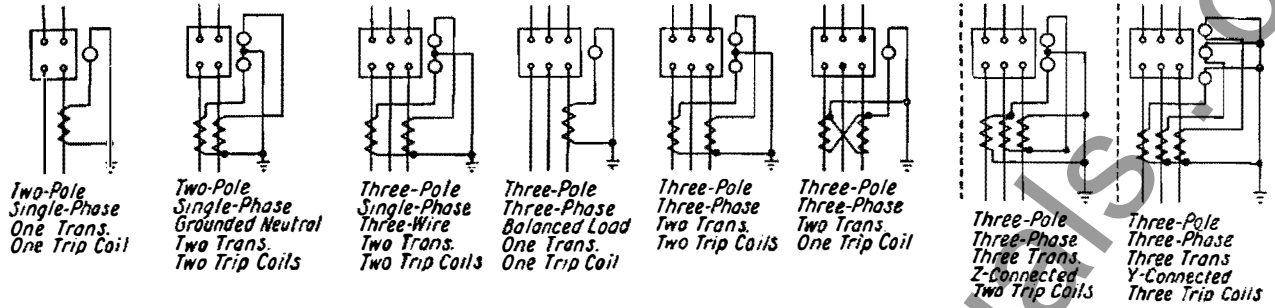 Two-Pole
Single-Phase
One Trans.
One Trip Coil
Two-Pole
Single-Phase
Grounded Neutral
Two Trans.
Two Trip Coils
Three-Pole
Single-Phase
Three-Wire
Two Trans.
Two Trip Coils
Three-Pole
Three-Phase
Balanced Load
One Trans.
One Trip Coil
Three-Pole
Three-Phase
Two Trans.
Two Trip Coils
Three-Pole
Three-Phase
Two Trans.
One Trip Coil
Three-Pole
Three-Phase
Three Trans.
Z-Connected
Two Trip Coils
Three-Pole
Three-Phase
Three Trans
Y-Connected
Three Trip Coils